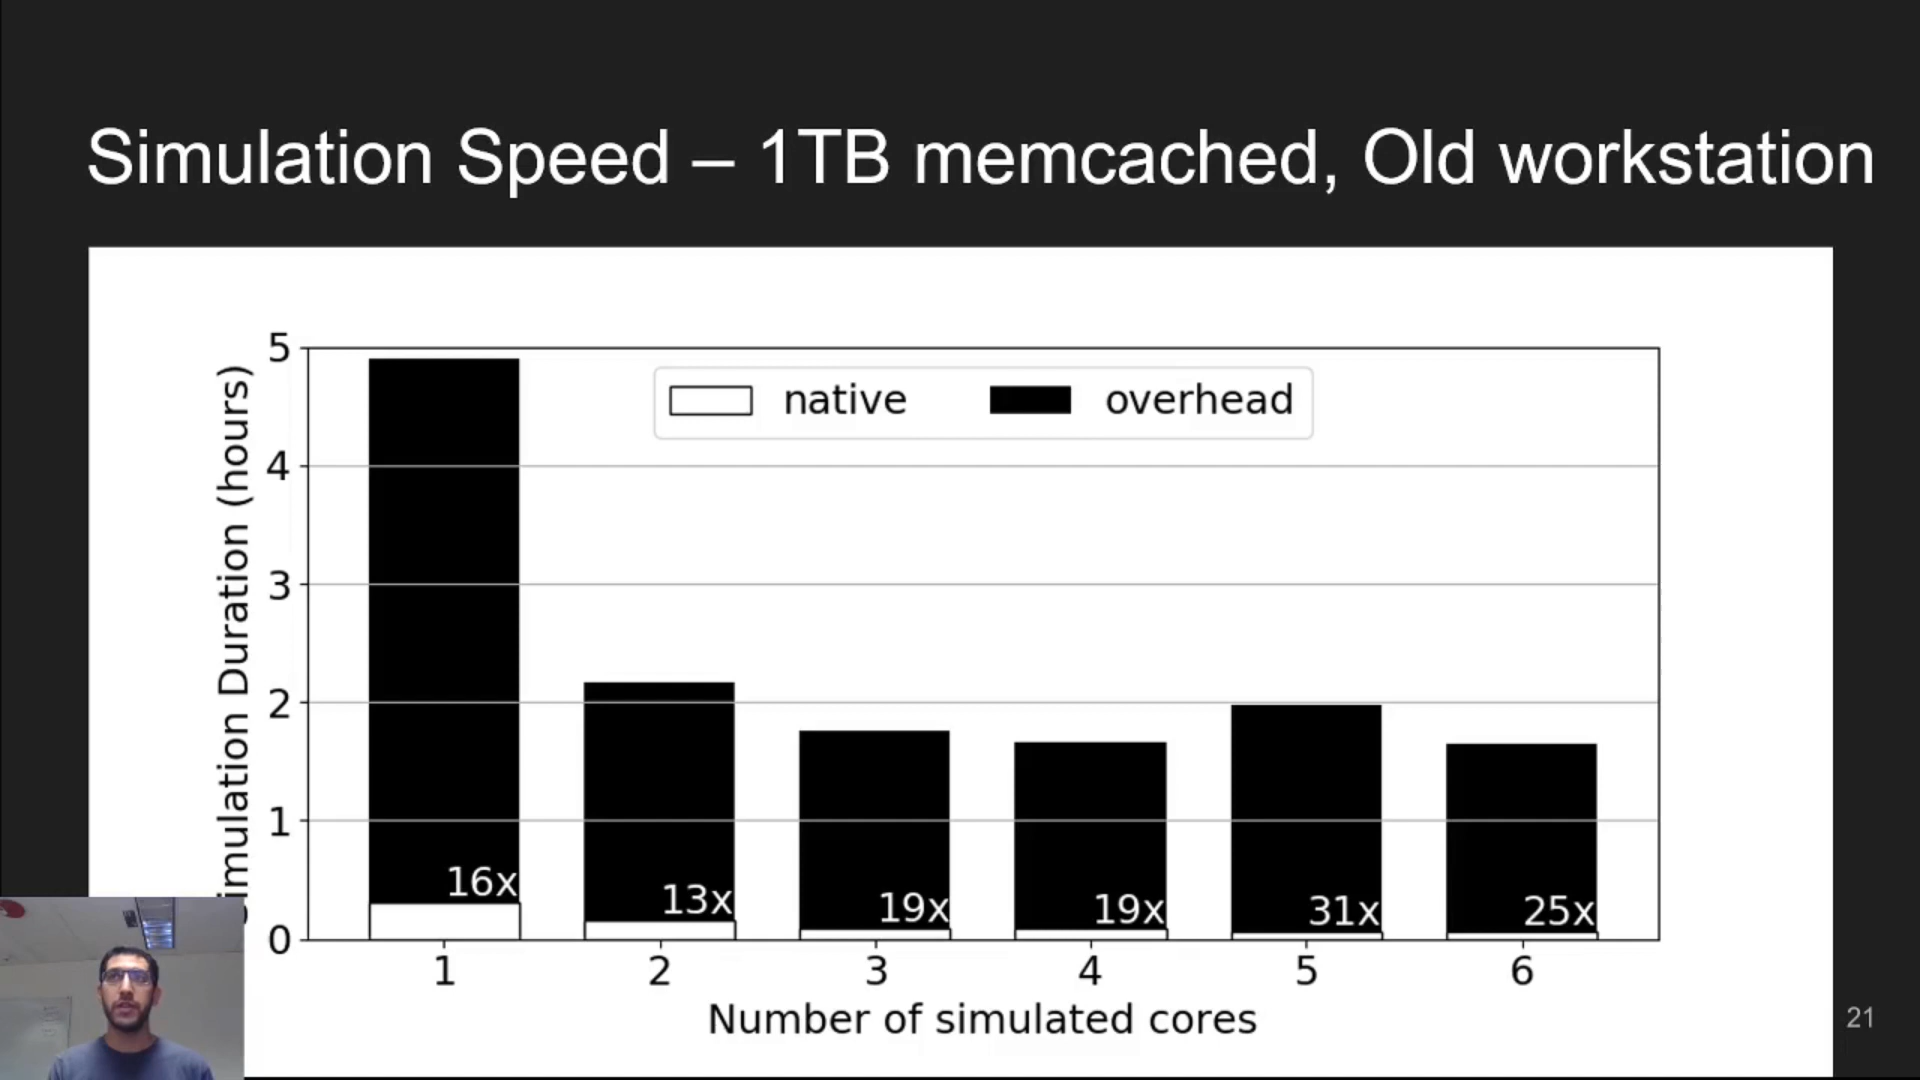 Simulation Speed – 1TB memcached, Old workstation
native
overhead
Simulation Duration (hours)
5
4
3
2
1
0
16x
13x
19x
19x
31x
25x
1
2
3
4
5
6
Number of simulated cores
21